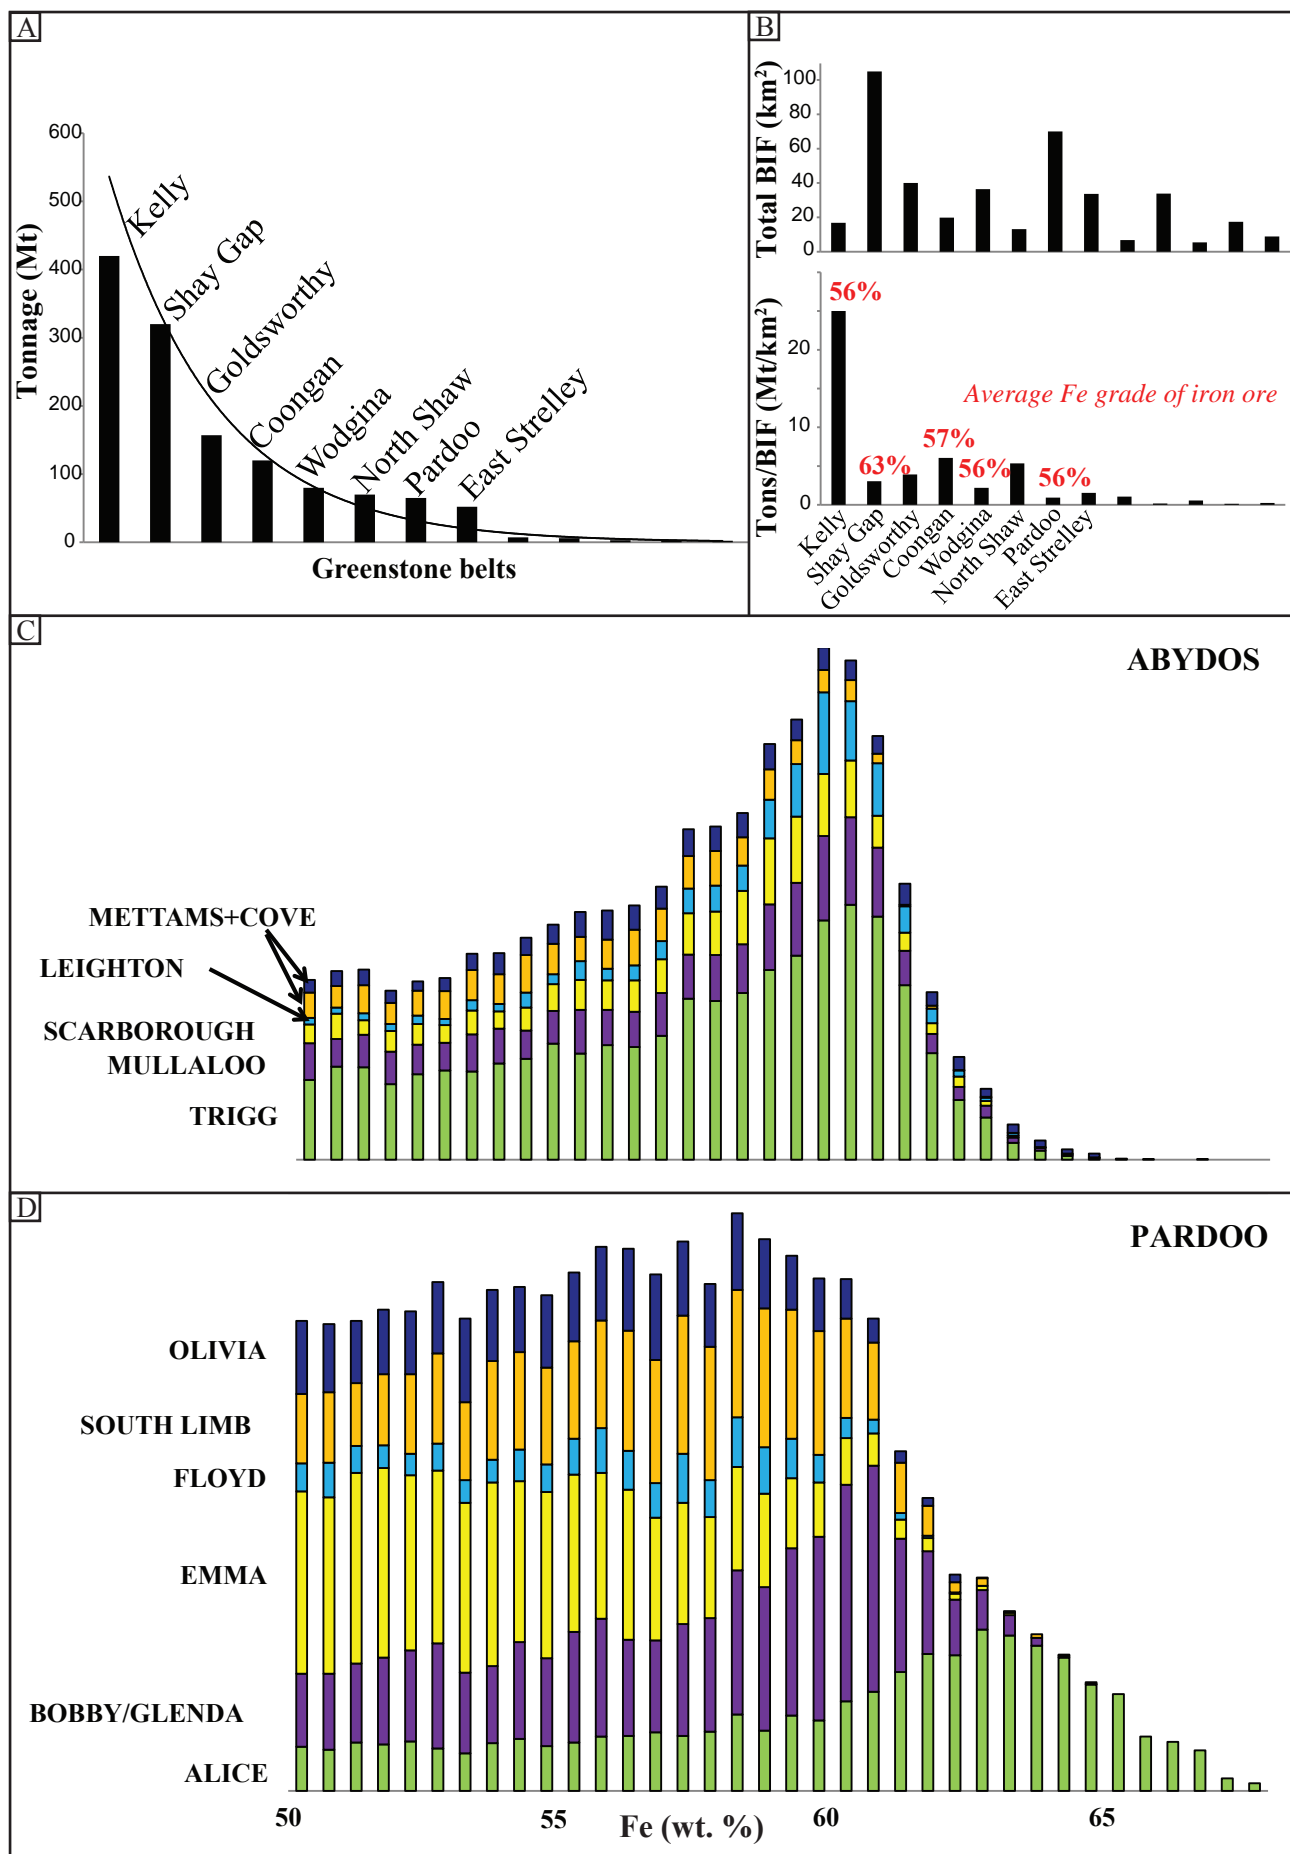 A
Tonnage (Mt)
600
500
400
300
200
100
0
Kelly
Shay Gap
Goldsworthy
Coongan
Wodgina
North Shaw
Pardoo
East Strelley
Greenstone belts
B
Total BIF (km²)
100
80
60
40
20
0
Tons/BIF (Mt/km²)
20
10
0
56%
63%
57%
56%
56%
Average Fe grade of iron ore
Kelly
Shay Gap
Goldsworthy
Coongan
Wodgina
North Shaw
Pardoo
East Strelley
C
ABYDOS
METTAMS+COVE
LEIGHTON
SCARBOROUGH
MULLALOO
TRIGG
D
PARDOO
OLIVIA
SOUTH LIMB
FLOYD
EMMA
BOBBY/GLENDA
ALICE
50 55 60 65
Fe (wt. %)